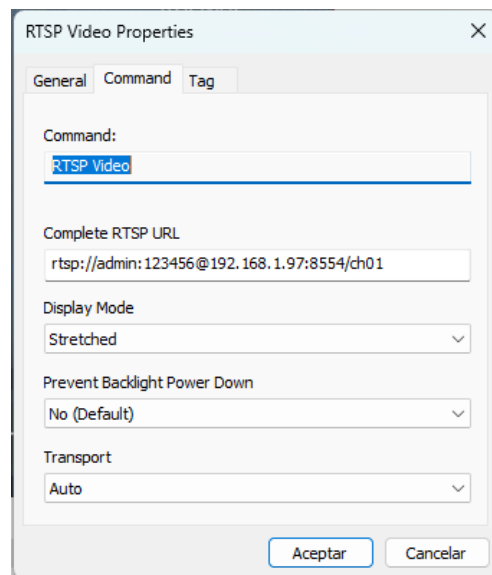 RTSP Video Properties
General Command Tag
Command:
RTSP Video
Complete RTSP URL
rtsp://admin:123456@192.168.1.97:8554/ch01
Display Mode
Stretched
Prevent Backlight Power Down
No (Default)
Transport
Auto
Aceptar Cancelar